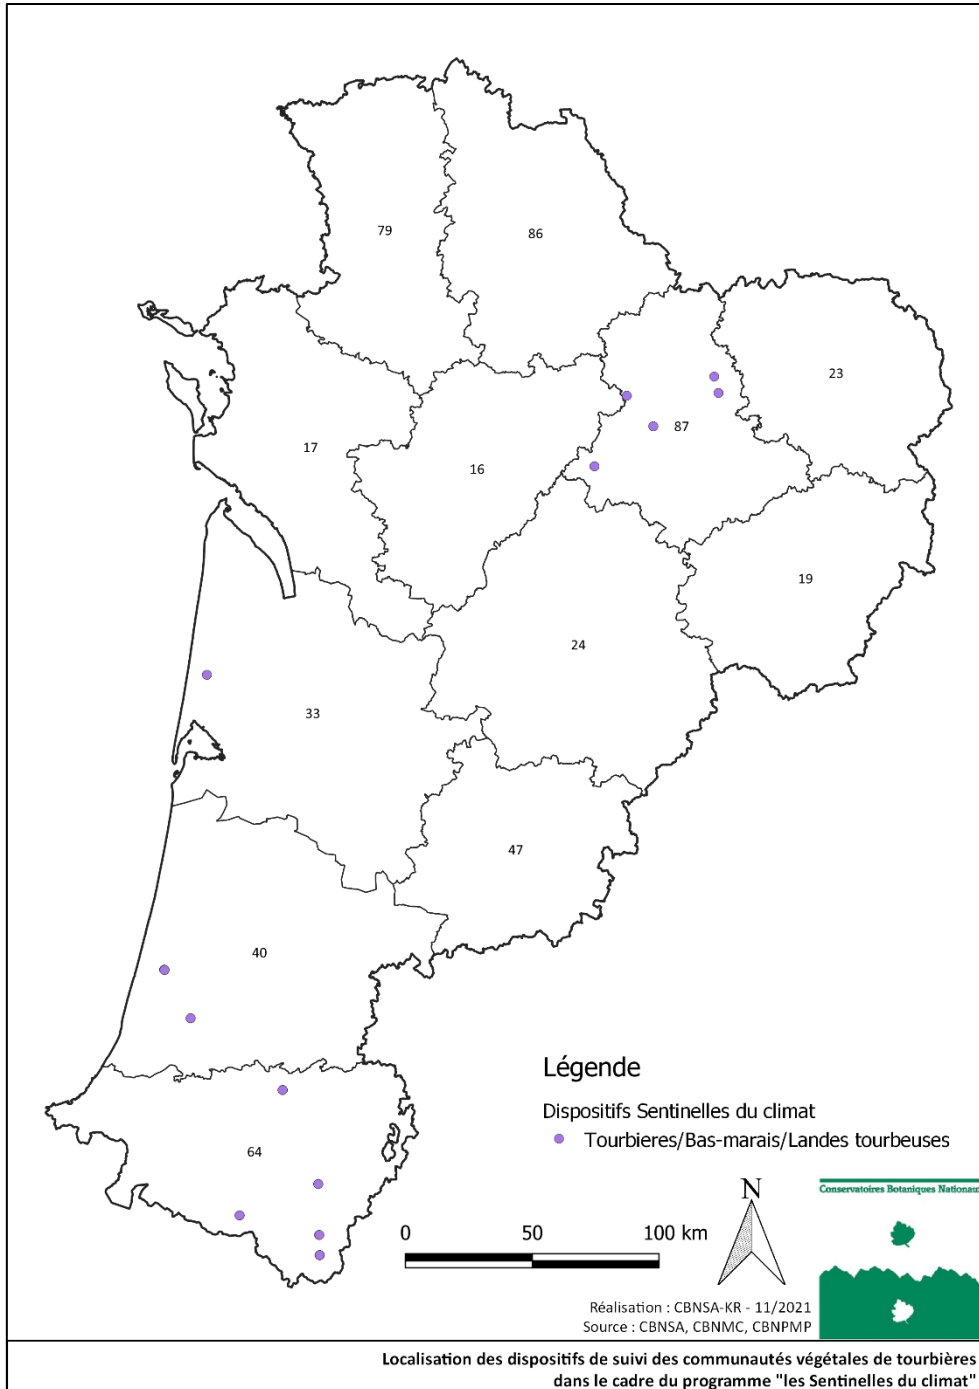 79
86
23
17
16
87
19
24
33
47
40
64
Légende
Dispositifs Sentinelles du climat
Tourbieres/Bas-marais/Landes tourbeuses
Conservatoires Botaniques Nationaux
N
0 50 100 km
Réalisation : CBNSA-KR - 11/2021
Source : CBNSA, CBNMC, CBNPMP
Localisation des dispositifs de suivi des communautés végétales de tourbières
dans le cadre du programme "les Sentinelles du climat"